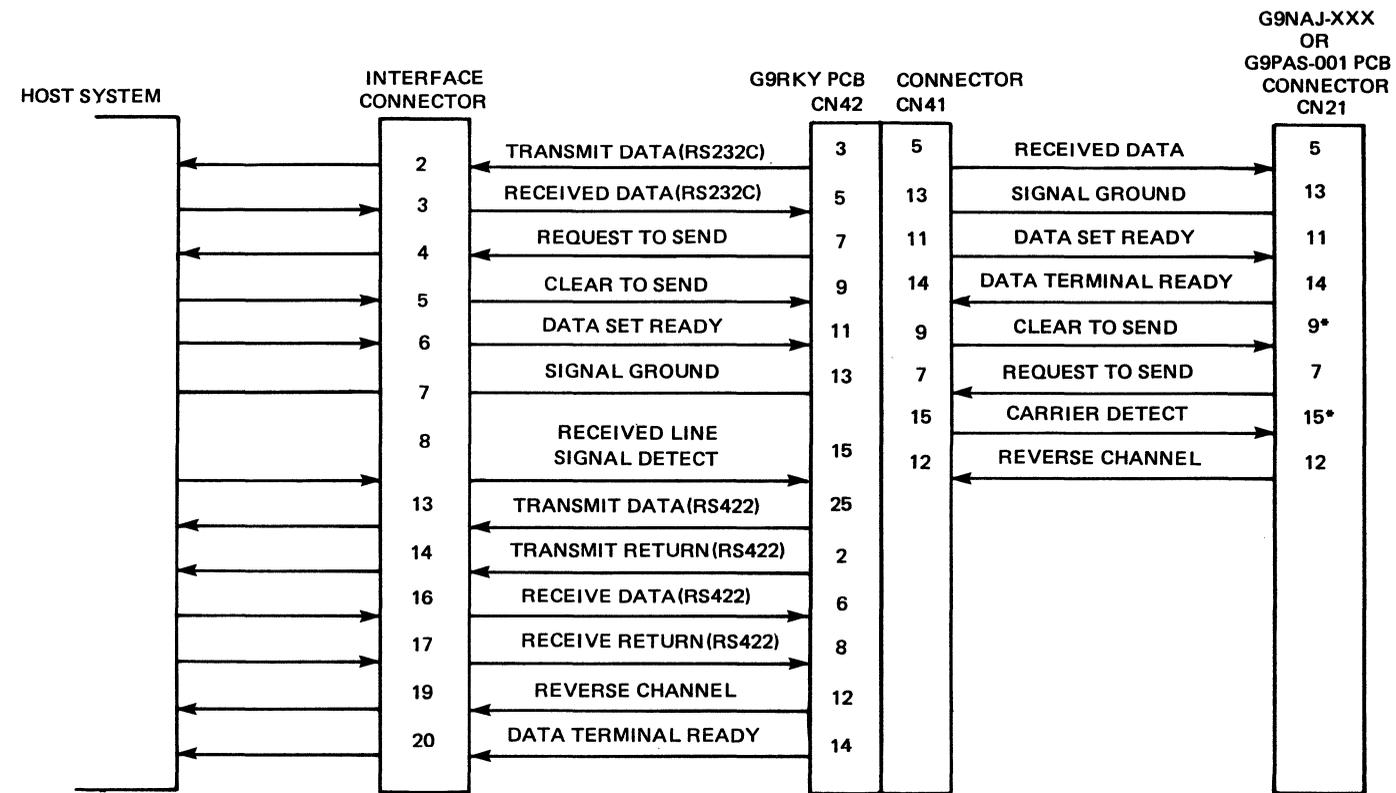 G9NAJ-XXX
OR
G9PAS-001 PCB
CONNECTOR
CN21
HOST SYSTEM
INTERFACE
CONNECTOR
G9RKY PCB
CN42
CONNECTOR
CN41
2 TRANSMIT DATA(RS232C) 3 5 RECEIVED DATA 5
3 RECEIVED DATA(RS232C) 5 13 SIGNAL GROUND 13
4 REQUEST TO SEND 7 11 DATA SET READY 11
5 CLEAR TO SEND 9 14 DATA TERMINAL READY 14
6 DATA SET READY 11 9 CLEAR TO SEND 9*
7 SIGNAL GROUND 13 7 REQUEST TO SEND 7
15 CARRIER DETECT 15*
8 RECEIVED LINE
SIGNAL DETECT 15 12 REVERSE CHANNEL 12
13 TRANSMIT DATA(RS422) 25
14 TRANSMIT RETURN(RS422) 2
16 RECEIVE DATA(RS422) 6
17 RECEIVE RETURN(RS422) 8
19 REVERSE CHANNEL 12
20 DATA TERMINAL READY 14